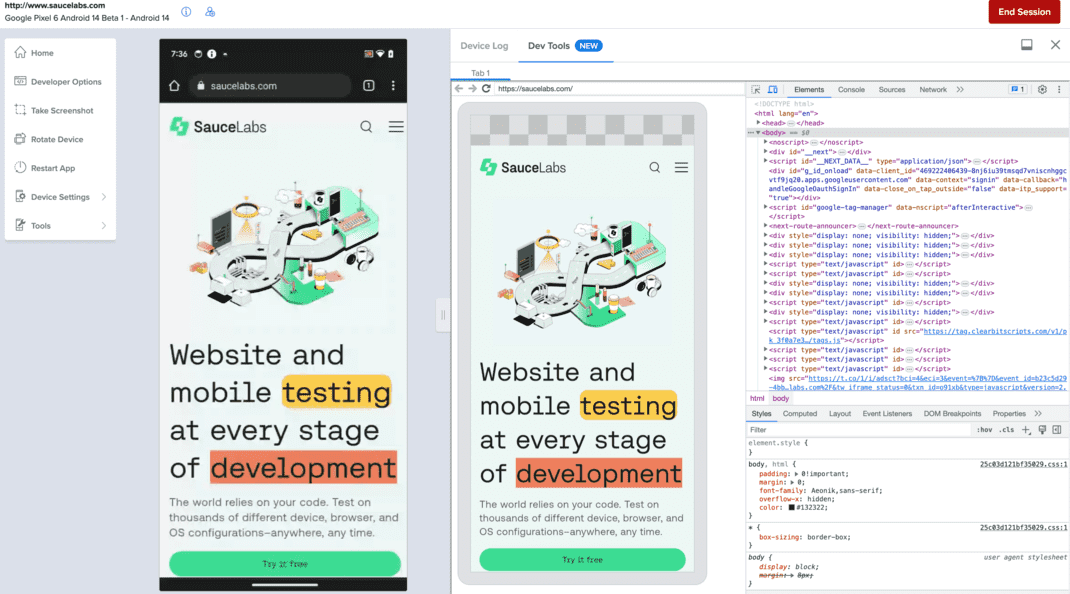 http://www.saucelabs.com
Google Pixel 6 Android 14 Beta 1 - Android 14
End Session
Home
Developer Options
Take Screenshot
Rotate Device
Restart App
Device Settings
Tools
7:36
saucelabs.com
1
SauceLabs
Website and
mobile testing
at every stage
of development
The world relies on your code. Test on
thousands of different device, browser, and
OS configurations–anywhere, any time.
Try it free
Device Log
Dev Tools NEW
Tab 1
https://saucelabs.com/
SauceLabs
Website and
mobile testing
at every stage
of development
The world relies on your code. Test on
thousands of different device, browser, and
OS configurations–anywhere, any time.
Try it free
Elements Console Sources Network 1
<!DOCTYPE html>
<html lang="en">
<head> </head>
<body> == $0
<noscript> </noscript>
<div id="__next"> </div>
<script id="__NEXT_DATA__" type="application/json"> </script>
<div id="g_id_onload" data-client_id="469222406439-8nj6iu39tmsqd7vniscnhggc
vtf9jq20.apps.googleusercontent.com" data-context="signin" data-callback="h
andleGoogleOauthSignIn" data-close_on_tap_outside="false" data-itp_support=
"true"></div>
<script id="google-tag-manager" data-nscript="afterInteractive">
</script>
<next-route-announcer> </next-route-announcer>
<div style="display: none; visibility: hidden;"> </div>
<div style="display: none; visibility: hidden;"> </div>
<div style="display: none; visibility: hidden;"> </div>
<script type="text/javascript" id> </script>
<script type="text/javascript" id> </script>
<div style="display: none; visibility: hidden;"> </div>
<div style="display: none; visibility: hidden;"> </div>
<script type="text/javascript" id> </script>
<div style="display: none; visibility: hidden;"> </div>
<script type="text/javascript" id> </script>
<script type="text/javascript" id src="https://tag.clearbitscripts.com/v1/p
k_3f0a7e3…/tags.js"></script>
<script type="text/javascript" id> </script>
<script type="text/javascript" id> </script>
<script type="text/javascript" id> </script>
<img src="https://t.co/1/i/adsct?bci=4&eci=3&event=%7B%7D&event_id=b23c5d29
html body
Styles Computed Layout Event Listeners DOM Breakpoints Properties
Filter :hov .cls
element.style {
}
body, html { 25c03d121bf35029.css:1
padding: 0!important;
margin: 0;
font-family: Aeonik,sans-serif;
overflow-x: hidden;
color: #132322;
}
* { 25c03d121bf35029.css:1
box-sizing: border-box;
}
body { user agent stylesheet
display: block;
margin: 8px;
}